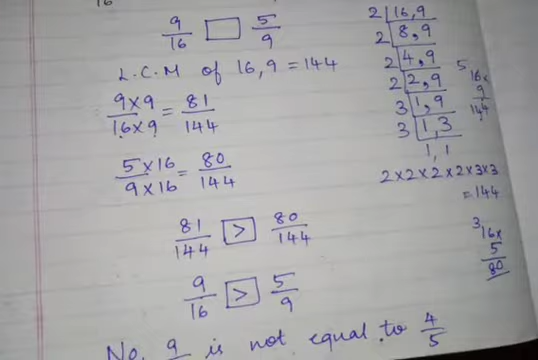 16
9/16 □ 5/9
L.C.M of 16, 9 = 144
9×9/16×9 = 81/144
5×16/9×16 = 80/144
81/144 > 80/144
9/16 > 5/9
No, 9 is not equal to 4/5
2 | 16, 9
2 | 8, 9
2 | 4, 9
2 | 2, 9
3 | 1, 9
3 | 1, 3
1, 1
5
16×
9
144
2×2×2×2×3×3
=144
3
16×
5
80